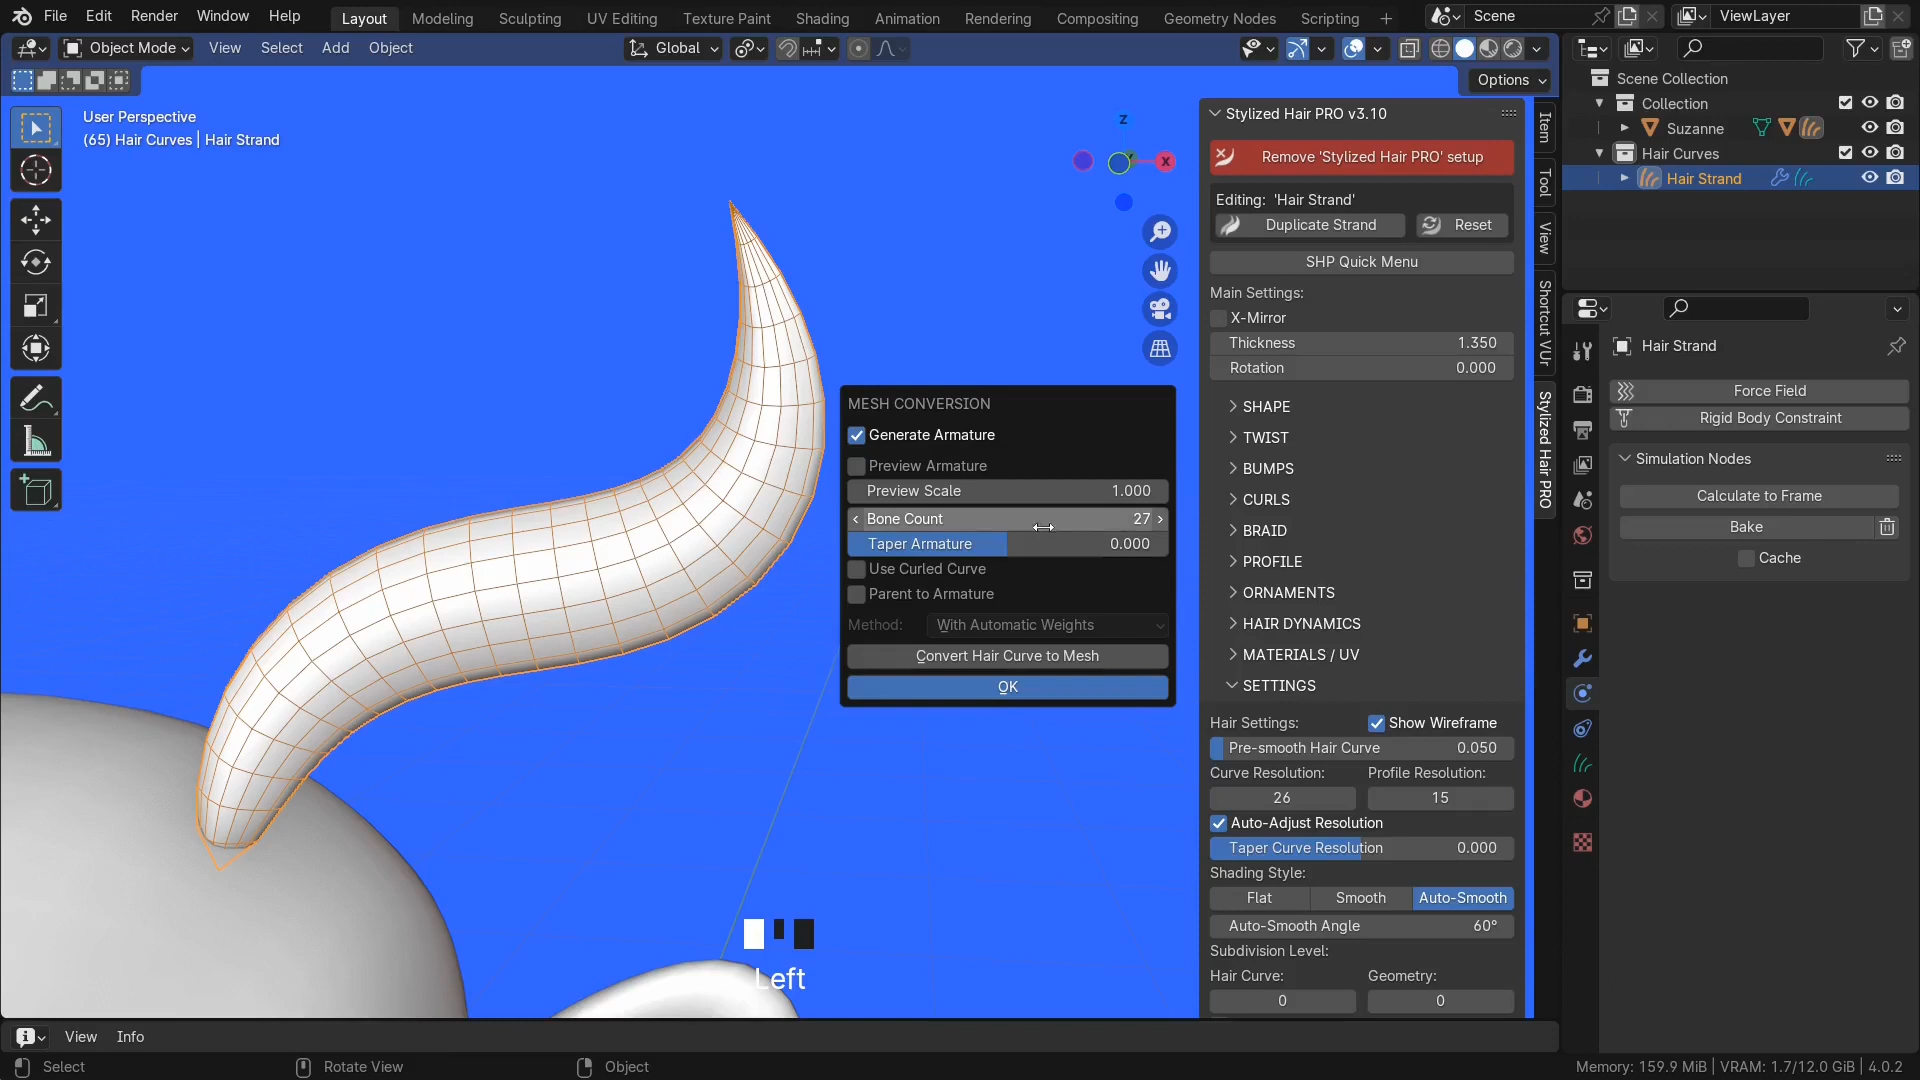 File Edit Render Window Help Layout Modeling Sculpting UV Editing Texture Paint Shading Animation Rendering Compositing Geometry Nodes Scripting + Scene ViewLayer
Object Mode View Select Add Object Global
Options
User Perspective
(65) Hair Curves | Hair Strand
Z
X
MESH CONVERSION
Generate Armature
Preview Armature
Preview Scale 1.000
Bone Count 27
Taper Armature 0.000
Use Curled Curve
Parent to Armature
Method: With Automatic Weights
Convert Hair Curve to Mesh
OK
Left
Stylized Hair PRO v3.10
Remove 'Stylized Hair PRO' setup
Editing: 'Hair Strand'
Duplicate Strand Reset
SHP Quick Menu
Main Settings:
X-Mirror
Thickness 1.350
Rotation 0.000
SHAPE
TWIST
BUMPS
CURLS
BRAID
PROFILE
ORNAMENTS
HAIR DYNAMICS
MATERIALS / UV
SETTINGS
Hair Settings: Show Wireframe
Pre-smooth Hair Curve 0.050
Curve Resolution: Profile Resolution:
26 15
Auto-Adjust Resolution
Taper Curve Resolution 0.000
Shading Style:
Flat Smooth Auto-Smooth
Auto-Smooth Angle 60°
Subdivision Level:
Hair Curve: Geometry:
0 0
Item
Tool
View
Shortcut VUr
Stylized Hair PRO
Scene Collection
Collection
Suzanne
Hair Curves
Hair Strand
Hair Strand
Force Field
Rigid Body Constraint
Simulation Nodes
Calculate to Frame
Bake
Cache
View Info
Select Rotate View Object Memory: 159.9 MiB | VRAM: 1.7/12.0 GiB | 4.0.2